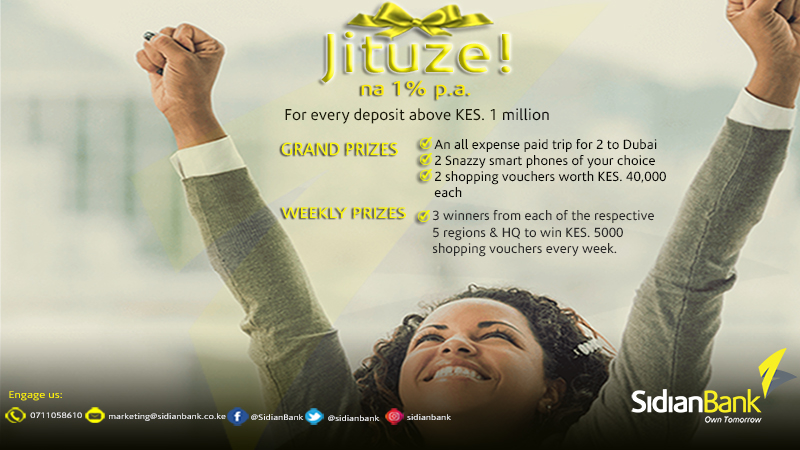 Jituze!
na 1% p.a.
For every deposit above KES. 1 million
GRAND PRIZES
An all expense paid trip for 2 to Dubai
2 Snazzy smart phones of your choice
2 shopping vouchers worth KES. 40,000
each
WEEKLY PRIZES
3 winners from each of the respective
5 regions & HQ to win KES. 5000
shopping vouchers every week.
Engage us:
0711058610 marketing@sidianbank.co.ke @SidianBank @sidianbank sidianbank
SidianBank
Own Tomorrow